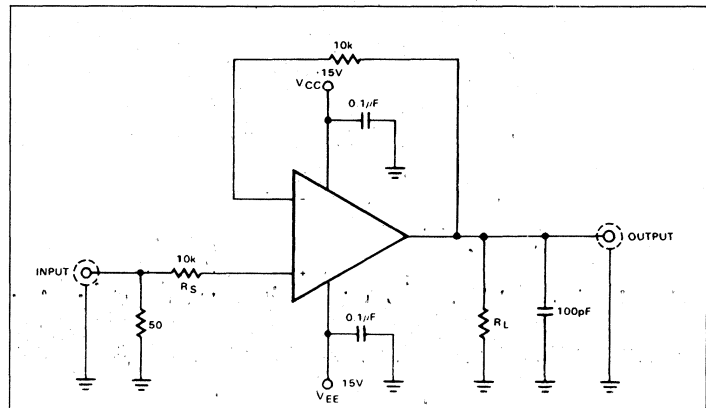 10k
15V
VCC
0.1μF
−
INPUT
10k
RS
+
OUTPUT
50
0.1μF
RL
100pF
15V
VEE